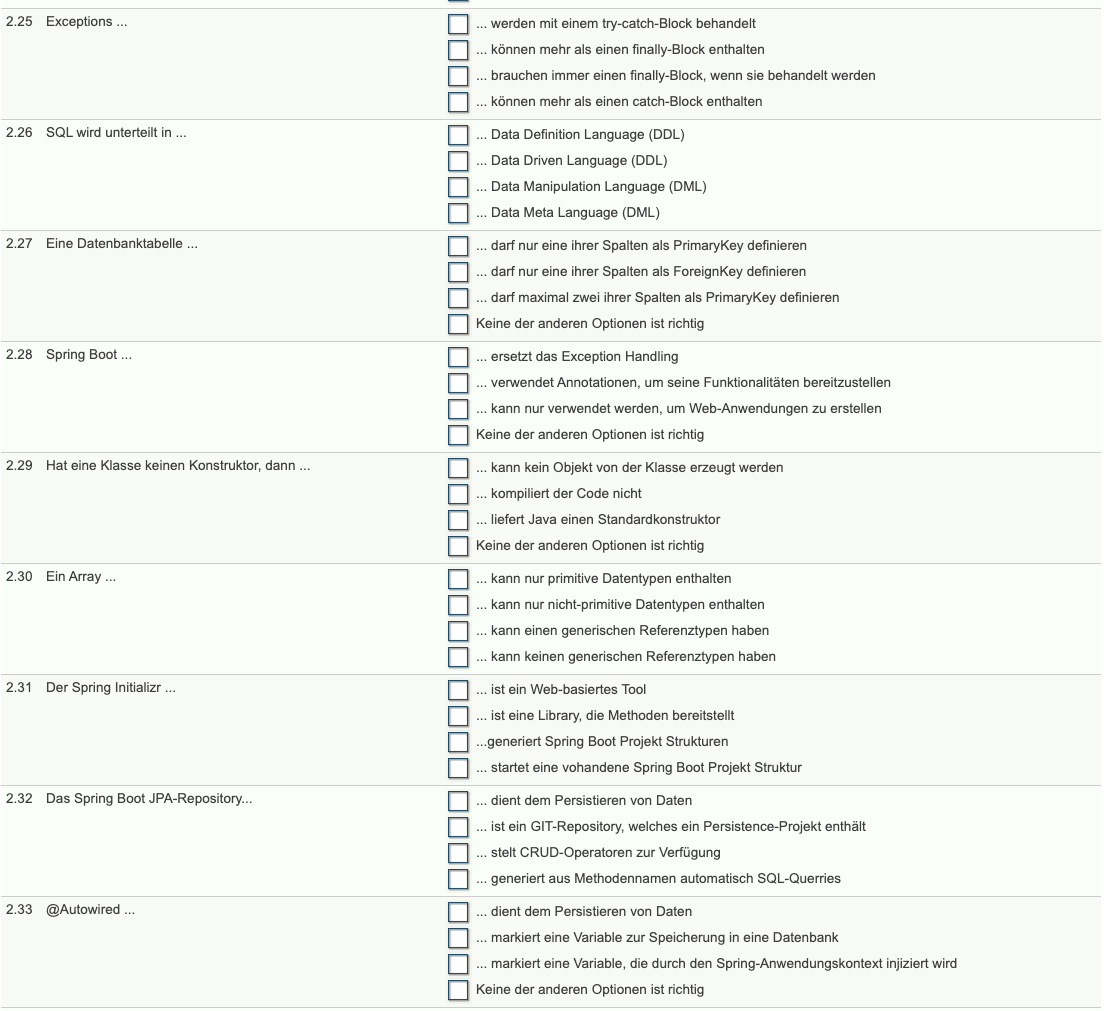 2.25 Exceptions ...
... werden mit einem try-catch-Block behandelt
... können mehr als einen finally-Block enthalten
... brauchen immer einen finally-Block, wenn sie behandelt werden
... können mehr als einen catch-Block enthalten
2.26 SQL wird unterteilt in ...
... Data Definition Language (DDL)
... Data Driven Language (DDL)
... Data Manipulation Language (DML)
... Data Meta Language (DML)
2.27 Eine Datenbanktabelle ...
... darf nur eine ihrer Spalten als PrimaryKey definieren
... darf nur eine ihrer Spalten als ForeignKey definieren
... darf maximal zwei ihrer Spalten als PrimaryKey definieren
Keine der anderen Optionen ist richtig
2.28 Spring Boot ...
... ersetzt das Exception Handling
... verwendet Annotationen, um seine Funktionalitäten bereitzustellen
... kann nur verwendet werden, um Web-Anwendungen zu erstellen
Keine der anderen Optionen ist richtig
2.29 Hat eine Klasse keinen Konstruktor, dann ...
... kann kein Objekt von der Klasse erzeugt werden
... kompiliert der Code nicht
... liefert Java einen Standardkonstruktor
Keine der anderen Optionen ist richtig
2.30 Ein Array ...
... kann nur primitive Datentypen enthalten
... kann nur nicht-primitive Datentypen enthalten
... kann einen generischen Referenztypen haben
... kann keinen generischen Referenztypen haben
2.31 Der Spring Initializr ...
... ist ein Web-basiertes Tool
... ist eine Library, die Methoden bereitstellt
...generiert Spring Boot Projekt Strukturen
... startet eine vohandene Spring Boot Projekt Struktur
2.32 Das Spring Boot JPA-Repository...
... dient dem Persistieren von Daten
... ist ein GIT-Repository, welches ein Persistence-Projekt enthält
... stelt CRUD-Operatoren zur Verfügung
... generiert aus Methodennamen automatisch SQL-Querries
2.33 @Autowired ...
... dient dem Persistieren von Daten
... markiert eine Variable zur Speicherung in eine Datenbank
... markiert eine Variable, die durch den Spring-Anwendungskontext injiziert wird
Keine der anderen Optionen ist richtig